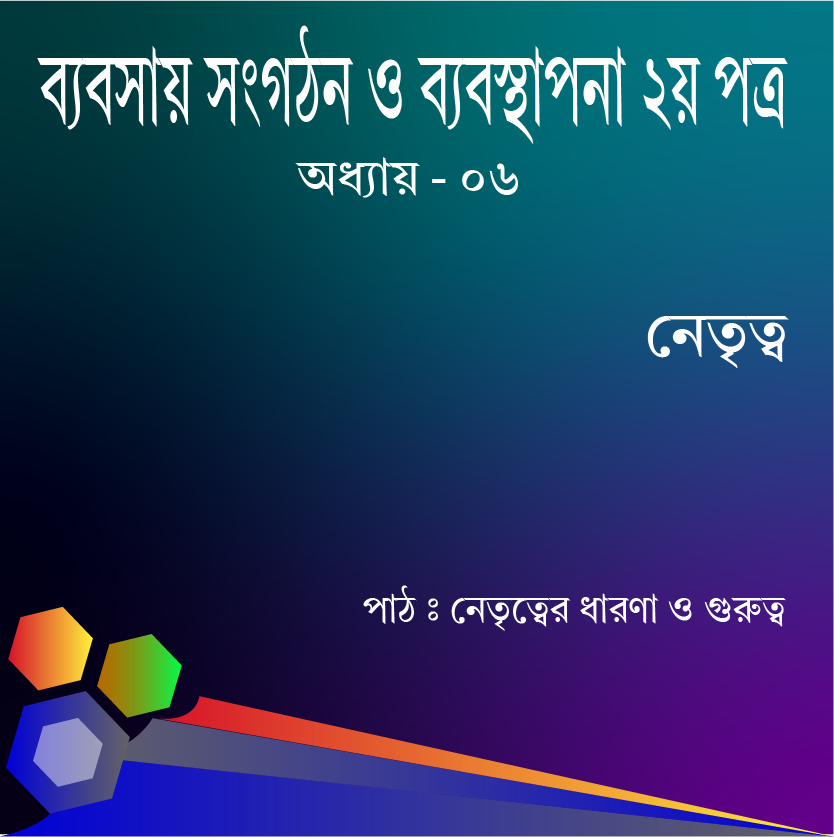 ব্যবসায় সংগঠন ও ব্যবস্থাপনা ২য় পত্র
অধ্যায় - ০৬
নেতৃত্ব
পাঠ ঃ নেতৃত্বের ধারণা ও গুরুত্ব